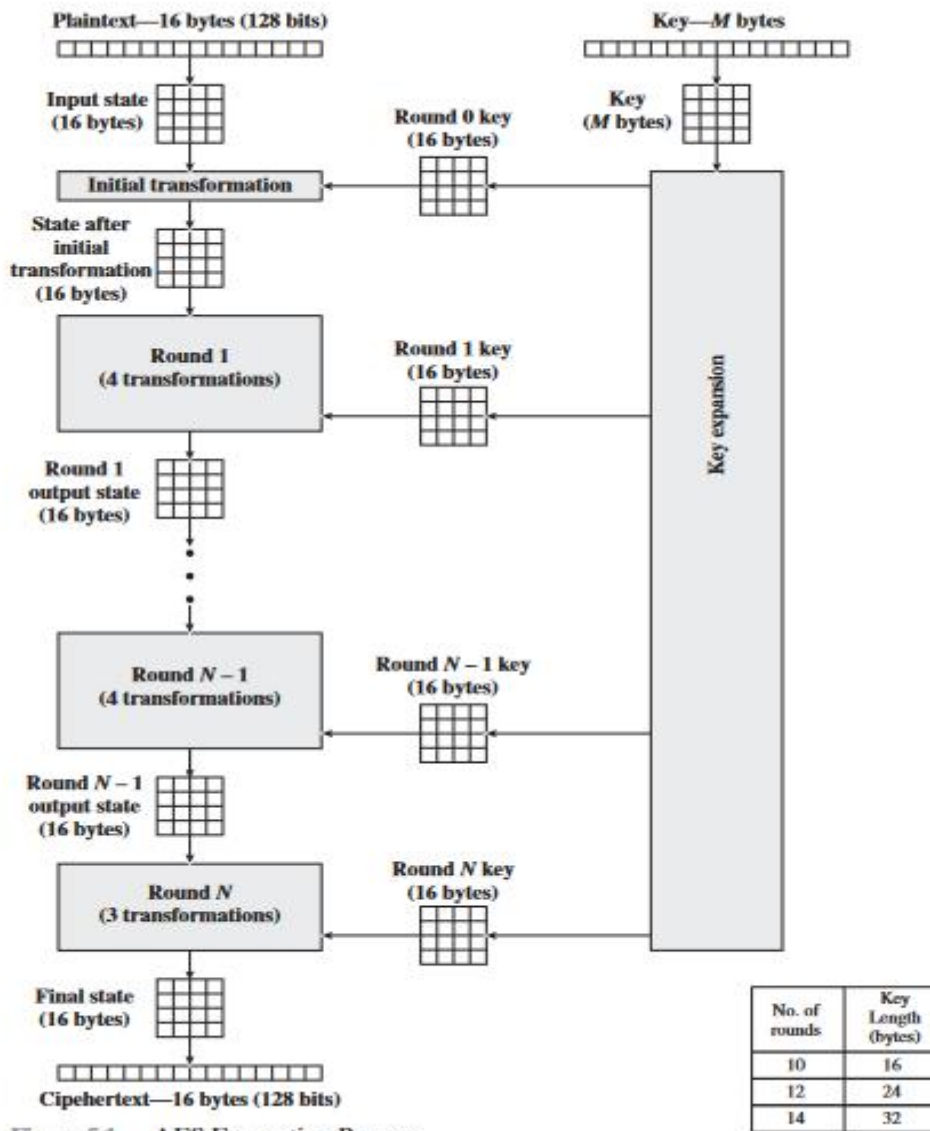 Plaintext—16 bytes (128 bits)
Key—M bytes
Input state
(16 bytes)
Round 0 key
(16 bytes)
Key
(M bytes)
Initial transformation
State after
initial
transformation
(16 bytes)
Round 1
(4 transformations)
Round 1 key
(16 bytes)
Key expansion
Round 1
output state
(16 bytes)
Round N – 1
(4 transformations)
Round N – 1 key
(16 bytes)
Round N – 1
output state
(16 bytes)
Round N
(3 transformations)
Round N key
(16 bytes)
Final state
(16 bytes)
No. of
rounds
Key
Length
(bytes)
10 16
12 24
14 32
Cipehertext—16 bytes (128 bits)